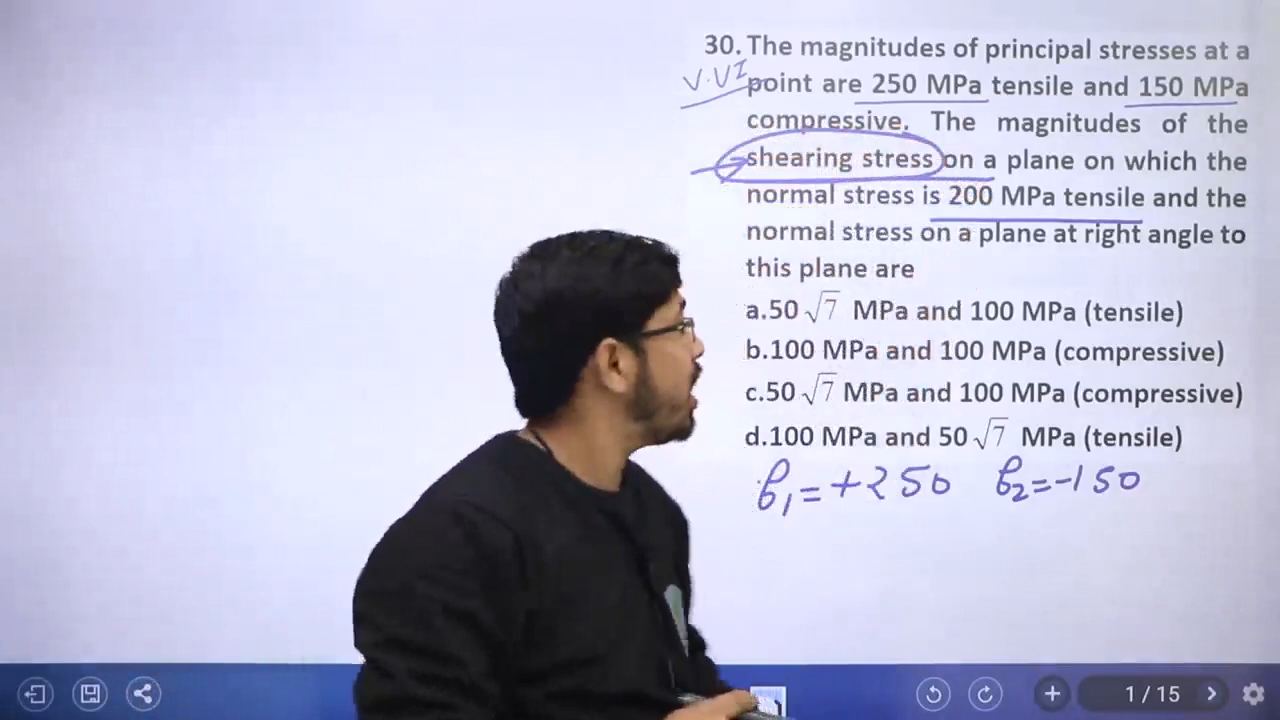 30. The magnitudes of principal stresses at a
V.VI point are 250 MPa tensile and 150 MPa
compressive. The magnitudes of the
shearing stress on a plane on which the
normal stress is 200 MPa tensile and the
normal stress on a plane at right angle to
this plane are
a.50 √7 MPa and 100 MPa (tensile)
b.100 MPa and 100 MPa (compressive)
c.50 √7 MPa and 100 MPa (compressive)
d.100 MPa and 50 √7 MPa (tensile)
σ₁ = +250 σ₂ = -150
1 / 15